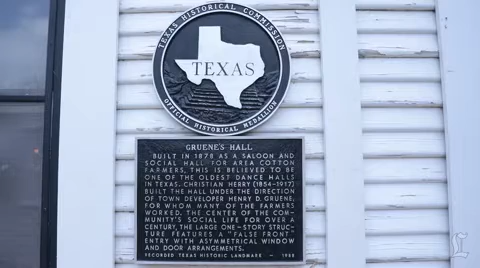 TEXAS HISTORICAL COMMISSION
TEXAS
OFFICIAL HISTORICAL MEDALLION
GRUENE'S HALL
BUILT IN 1878 AS A SALOON AND
SOCIAL HALL FOR AREA COTTON
FARMERS, THIS IS BELIEVED TO BE
ONE OF THE OLDEST DANCE HALLS
IN TEXAS. CHRISTIAN HERRY (1854-1917)
BUILT THE HALL UNDER THE DIRECTION
OF TOWN DEVELOPER HENRY D. GRUENE,
FOR WHOM MANY OF THE FARMERS
WORKED. THE CENTER OF THE COM-
MUNITY'S SOCIAL LIFE FOR OVER A
CENTURY, THE LARGE ONE-STORY STRUC-
TURE FEATURES A "FALSE FRONT"
ENTRY WITH ASYMMETRICAL WINDOW
AND DOOR ARRANGEMENTS.
RECORDED TEXAS HISTORIC LANDMARK - 1988
L